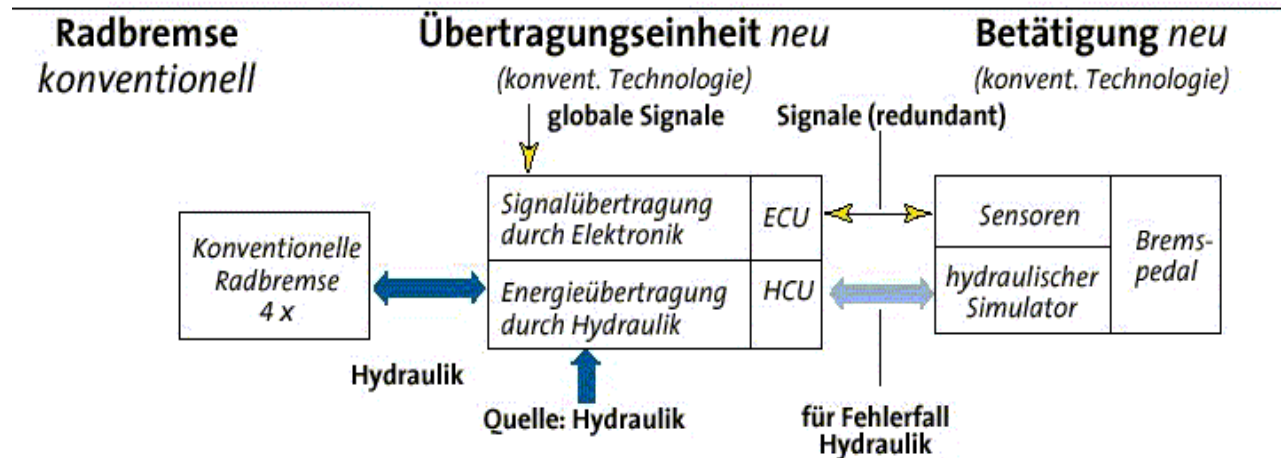 Radbremse
konventionell
Übertragungseinheit neu
(konvent. Technologie)
Betätigung neu
(konvent. Technologie)
globale Signale
Signale (redundant)
Konventionelle
Radbremse
4 x
Signalübertragung
durch Elektronik
ECU
Energieübertragung
durch Hydraulik
HCU
Sensoren
hydraulischer
Simulator
Brems-
pedal
Hydraulik
Quelle: Hydraulik
für Fehlerfall
Hydraulik